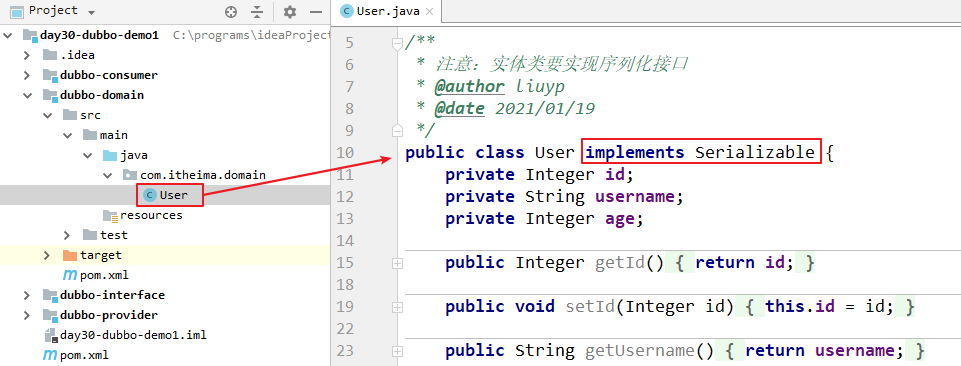 Project
day30-dubbo-demo1 C:\programs\ideaProject
.idea
dubbo-consumer
dubbo-domain
src
main
java
com.itheima.domain
User
resources
test
target
pom.xml
dubbo-interface
dubbo-provider
day30-dubbo-demo1.iml
pom.xml
User.java
5 /**
6 * 注意：实体类要实现序列化接口
7 * @author liuyp
8 * @date 2021/01/19
9 */
10 public class User implements Serializable {
11 private Integer id;
12 private String username;
13 private Integer age;
14
15 public Integer getId() { return id; }
18
19 public void setId(Integer id) { this.id = id; }
22
23 public String getUsername() { return username; }